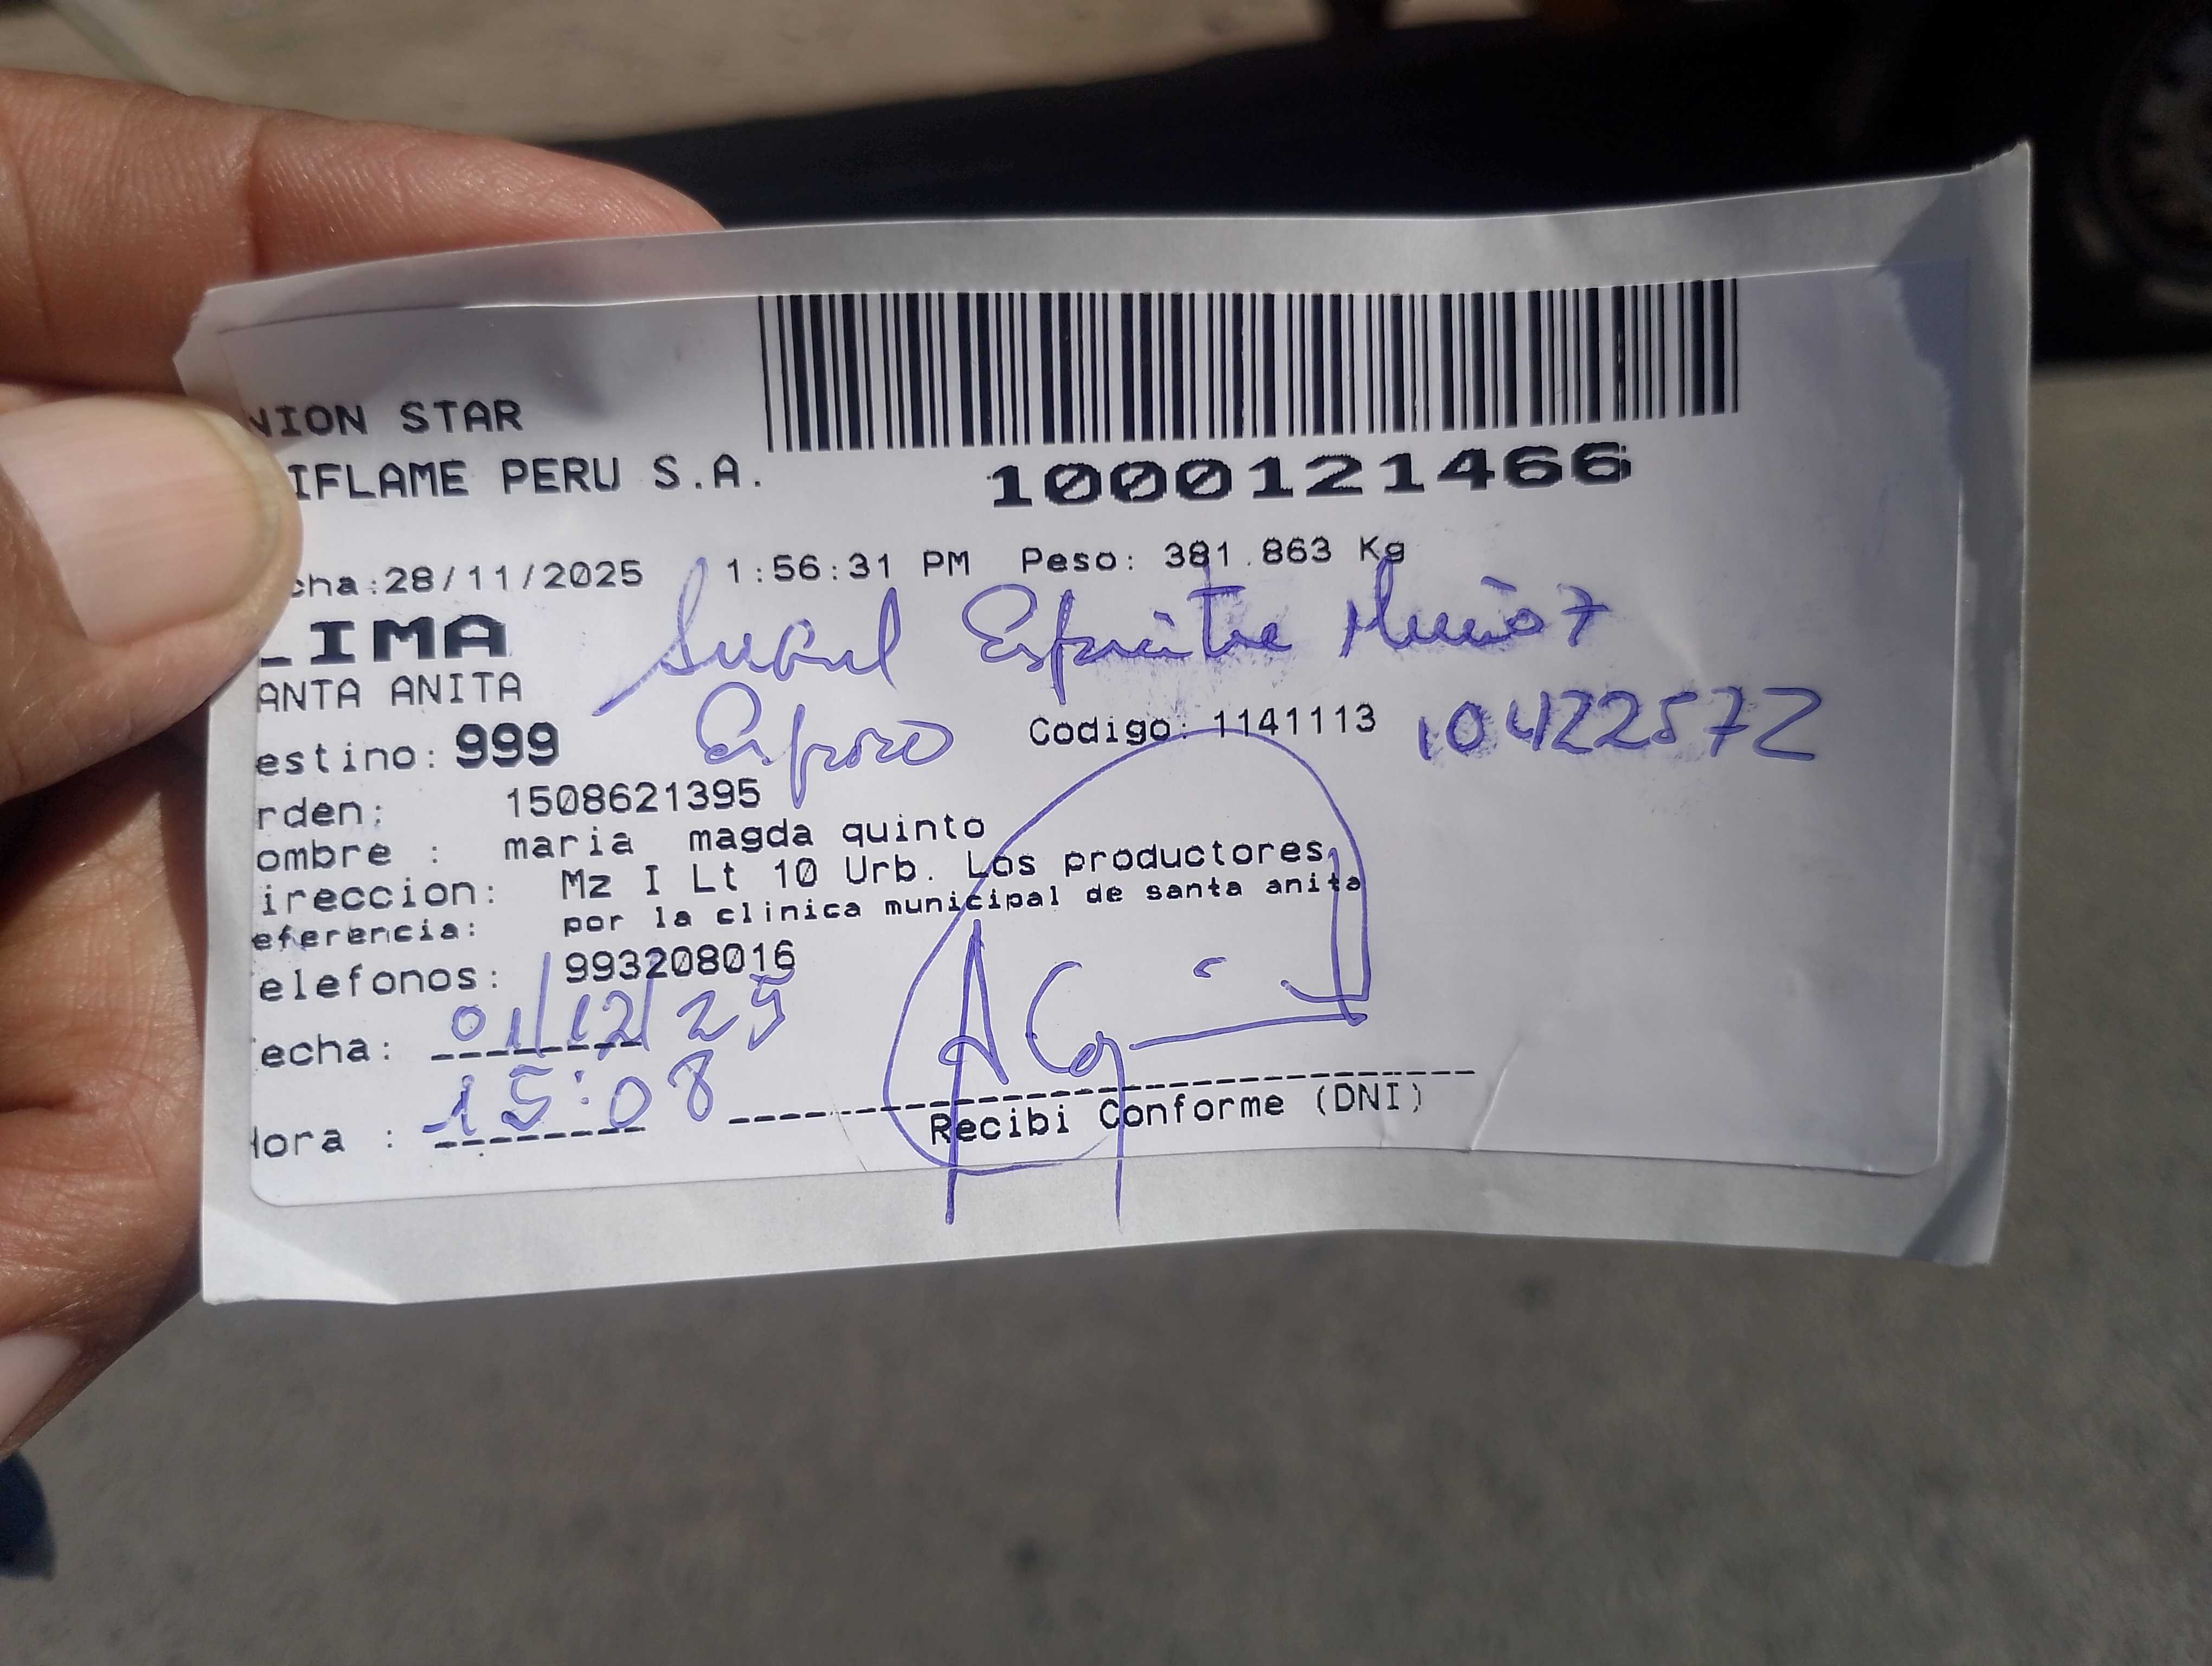 NION STAR
IFLAME PERU S.A.
1000121466
cha:28/11/2025 1:56:31 PM Peso: 381.863 Kg
LIMA
Espiritu Muñoz
ANTA ANITA
estino: 999
Esposo
Codigo: 1141113
10422572
rden: 1508621395
ombre : maria magda quinto
ireccion: Mz I Lt 10 Urb. Los productores,
eferencia: por la clinica municipal de santa anita
elefonos: 993208016
echa: 01/12/25
Hora : 15:08
Recibi Conforme (DNI)